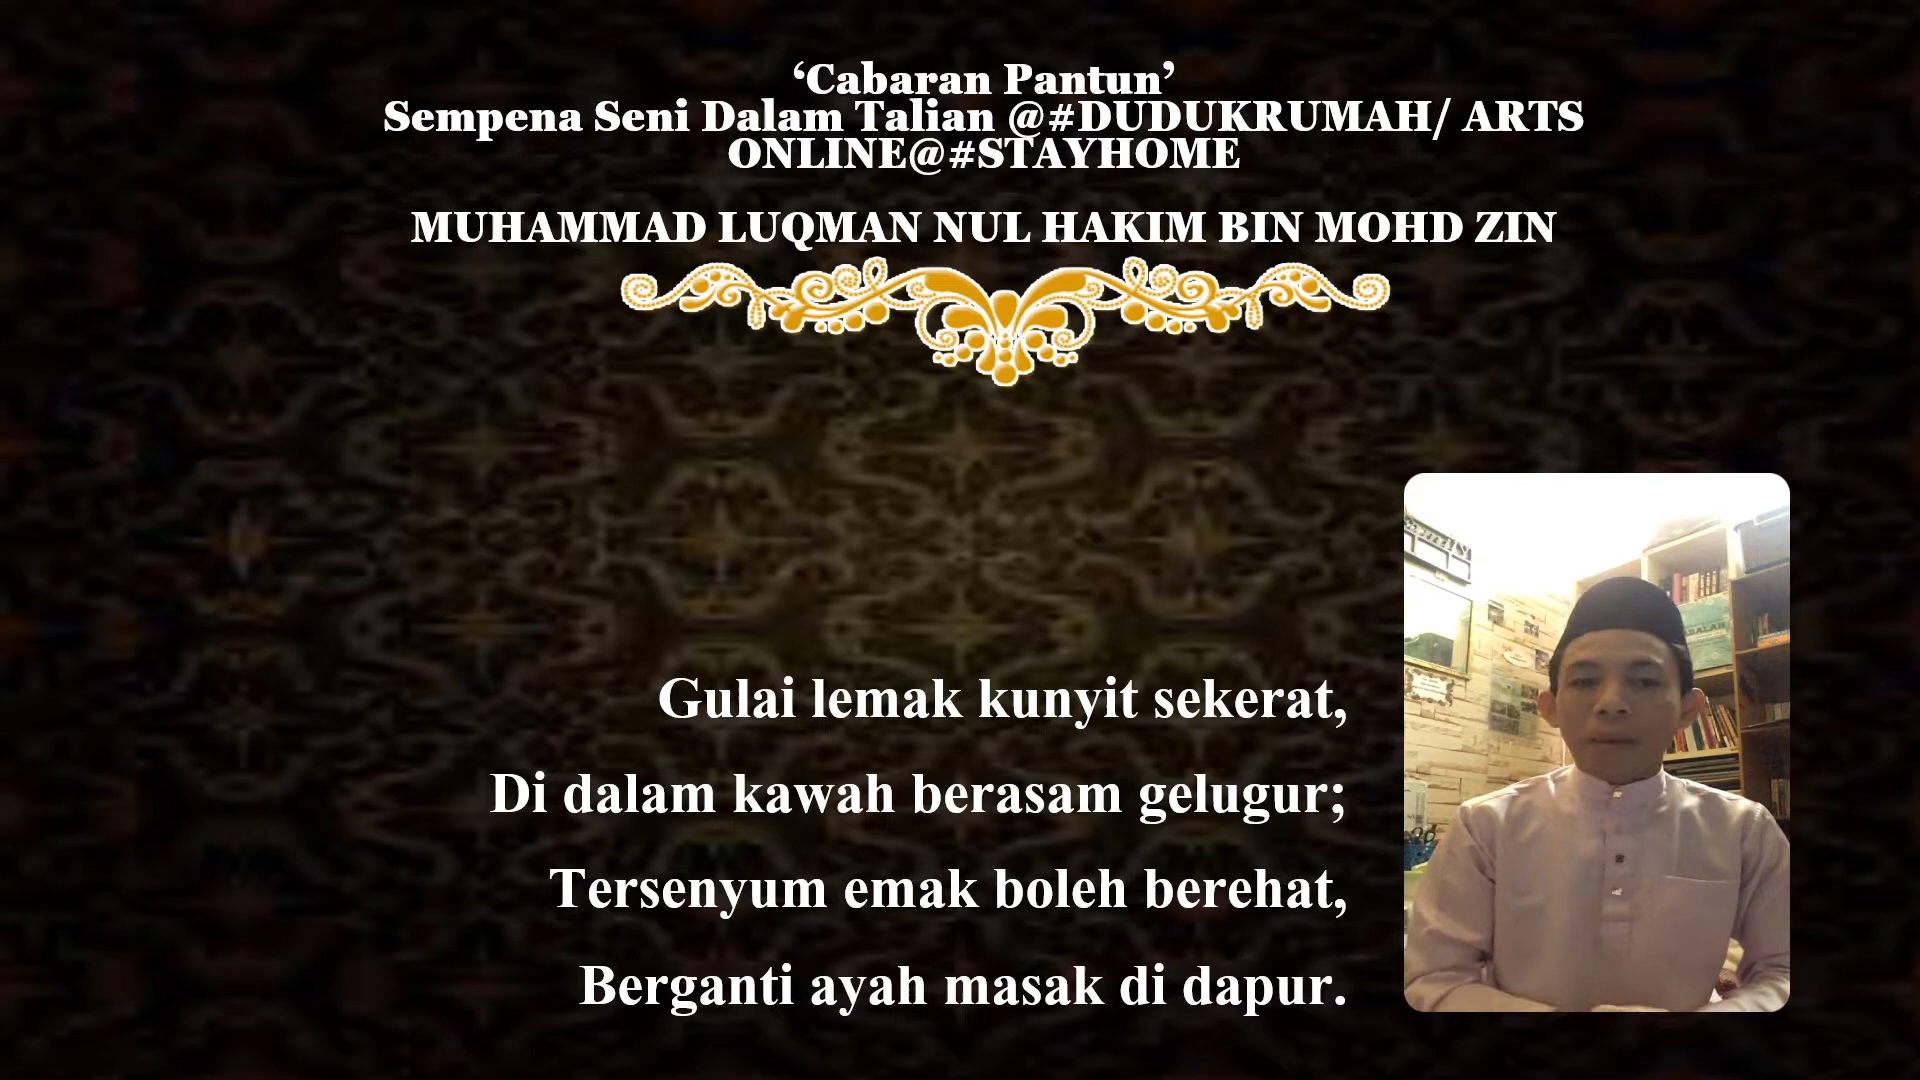 ‘Cabaran Pantun’
Sempena Seni Dalam Talian @#DUDUKRUMAH/ ARTS
ONLINE@#STAYHOME
MUHAMMAD LUQMAN NUL HAKIM BIN MOHD ZIN
Gulai lemak kunyit sekerat,
Di dalam kawah berasam gelugur;
Tersenyum emak boleh berehat,
Berganti ayah masak di dapur.